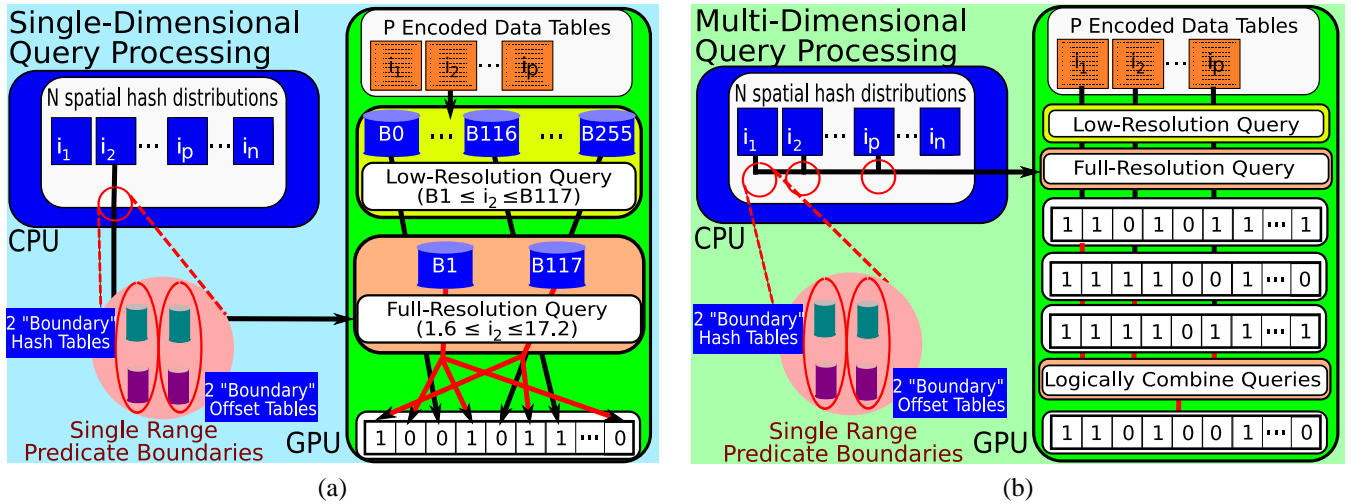 Single-Dimensional
Query Processing
N spatial hash distributions
i1 i2 ... ip ... in
CPU
2 "Boundary"
Hash Tables
2 "Boundary"
Offset Tables
Single Range
Predicate Boundaries
P Encoded Data Tables
i1 i2 ... ip
B0 ... B116 ... B255
Low-Resolution Query
(B1 ≤ i2 ≤B117)
B1 B117
Full-Resolution Query
(1.6 ≤ i2 ≤17.2)
GPU
1 0 0 1 0 1 1 ... 0
(a)
Multi-Dimensional
Query Processing
N spatial hash distributions
i1 i2 ... ip ... in
CPU
2 "Boundary"
Hash Tables
2 "Boundary"
Offset Tables
Single Range
Predicate Boundaries
P Encoded Data Tables
i1 i2 ... ip
Low-Resolution Query
Full-Resolution Query
1 1 0 1 0 1 1 ... 1
1 1 1 1 0 0 1 ... 0
1 1 1 1 0 1 1 ... 1
Logically Combine Queries
GPU
1 1 0 1 0 0 1 ... 0
(b)